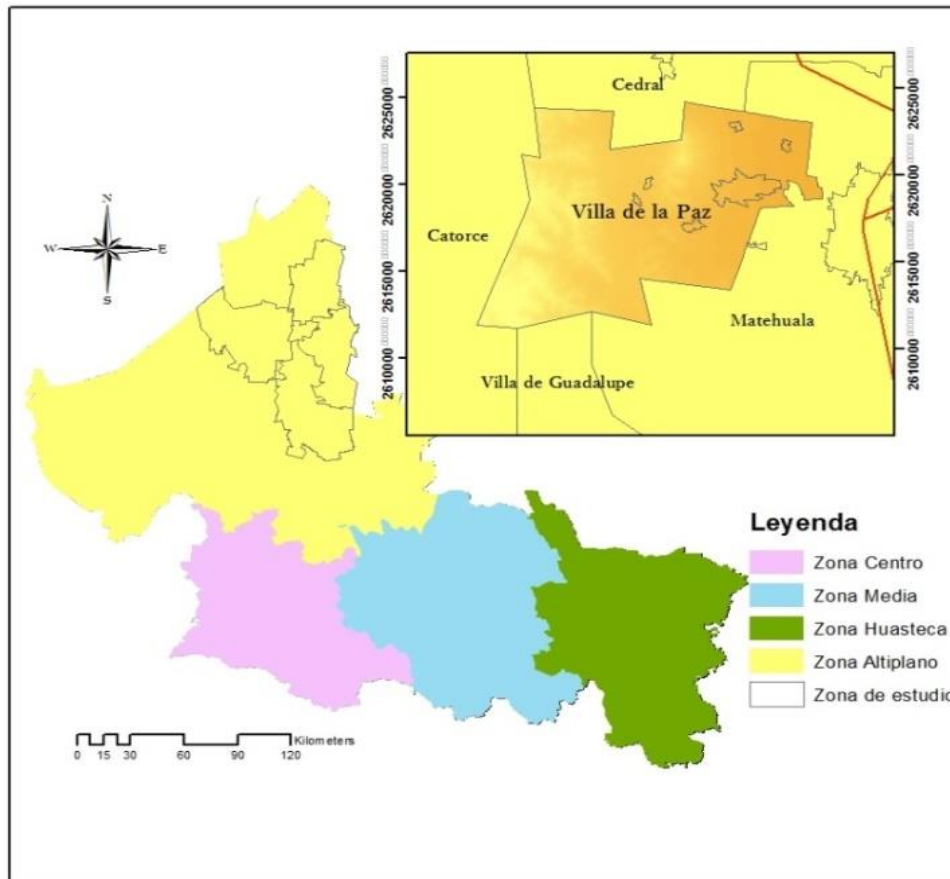 Cedral
Villa de la Paz
Catorce
Matehuala
Villa de Guadalupe
2625000
2620000
2615000
2610000
2625000
2620000
2615000
2610000
N
W E
S
Leyenda
Zona Centro
Zona Media
Zona Huasteca
Zona Altiplano
Zona de estudio
Kilometers
0 15 30 60 90 120